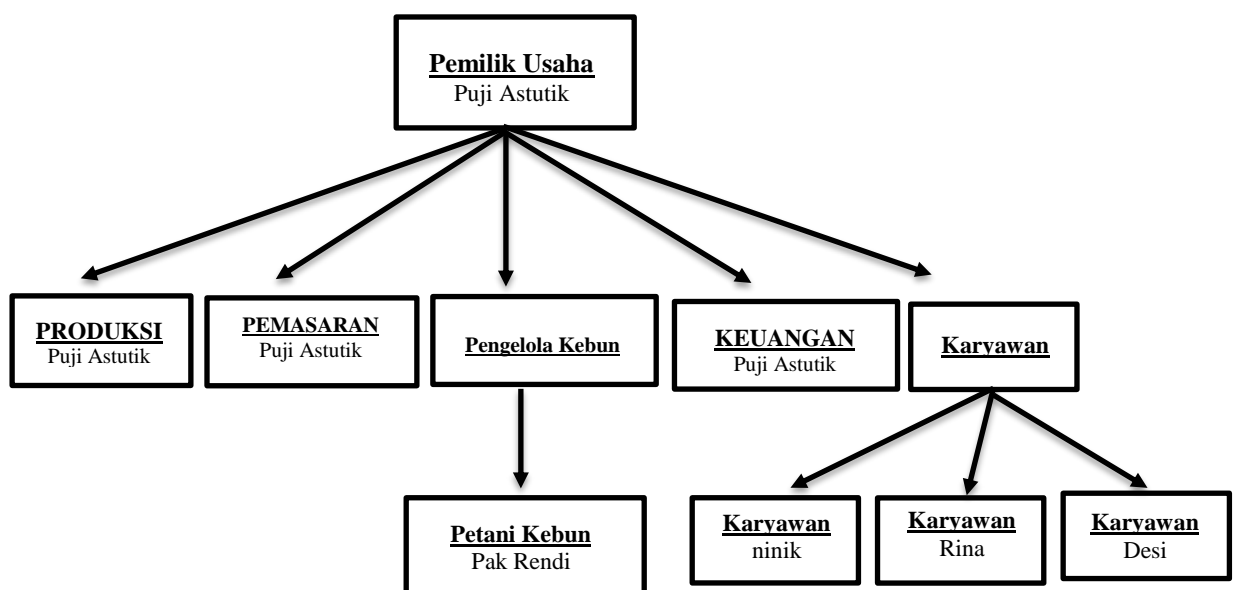 Pemilik Usaha
Puji Astutik
PRODUKSI
Puji Astutik
PEMASARAN
Puji Astutik
Pengelola Kebun
KEUANGAN
Puji Astutik
Karyawan
Petani Kebun
Pak Rendi
Karyawan
ninik
Karyawan
Rina
Karyawan
Desi